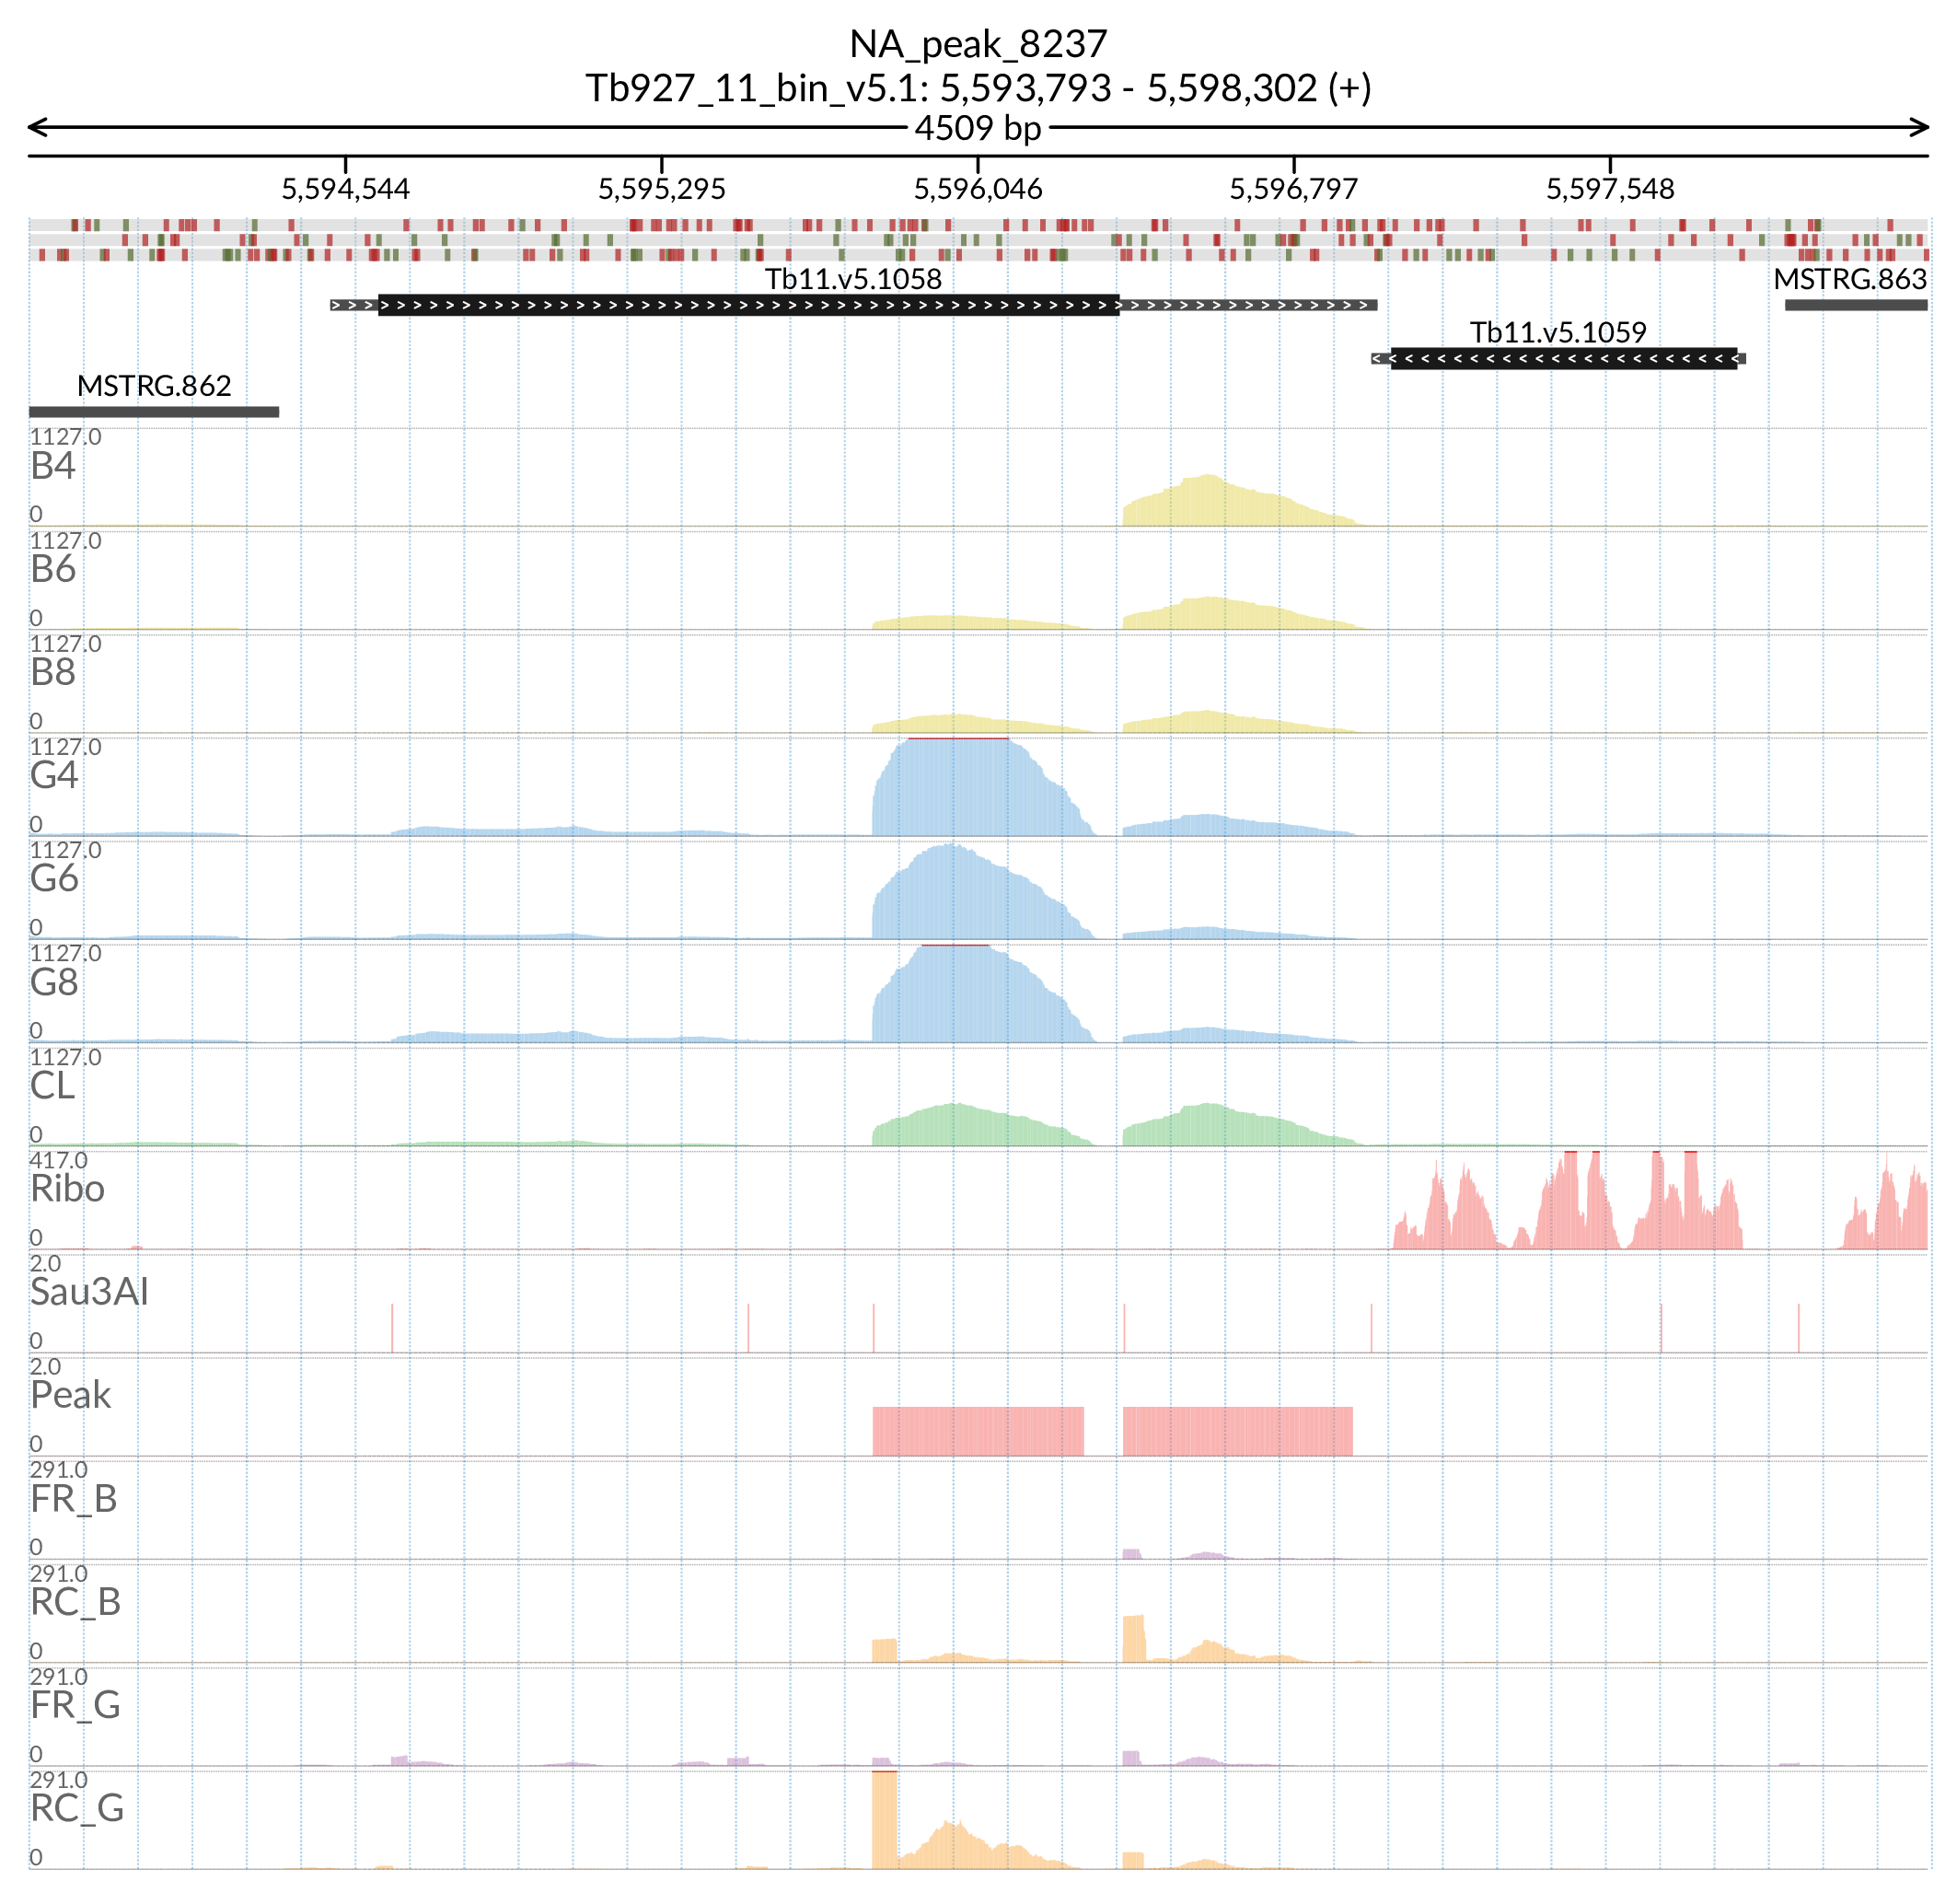 NA_peak_8237
Tb927_11_bin_v5.1: 5,593,793 - 5,598,302 (+)
4509 bp
5,594,544 5,595,295 5,596,046 5,596,797 5,597,548
Tb11.v5.1058 MSTRG.863
Tb11.v5.1059
MSTRG.862
1127.0
B4
0
1127.0
B6
0
1127.0
B8
0
1127.0
G4
0
1127.0
G6
0
1127.0
G8
0
1127.0
CL
0
417.0
Ribo
0
2.0
Sau3AI
0
2.0
Peak
0
291.0
FR_B
0
291.0
RC_B
0
291.0
FR_G
0
291.0
RC_G
0